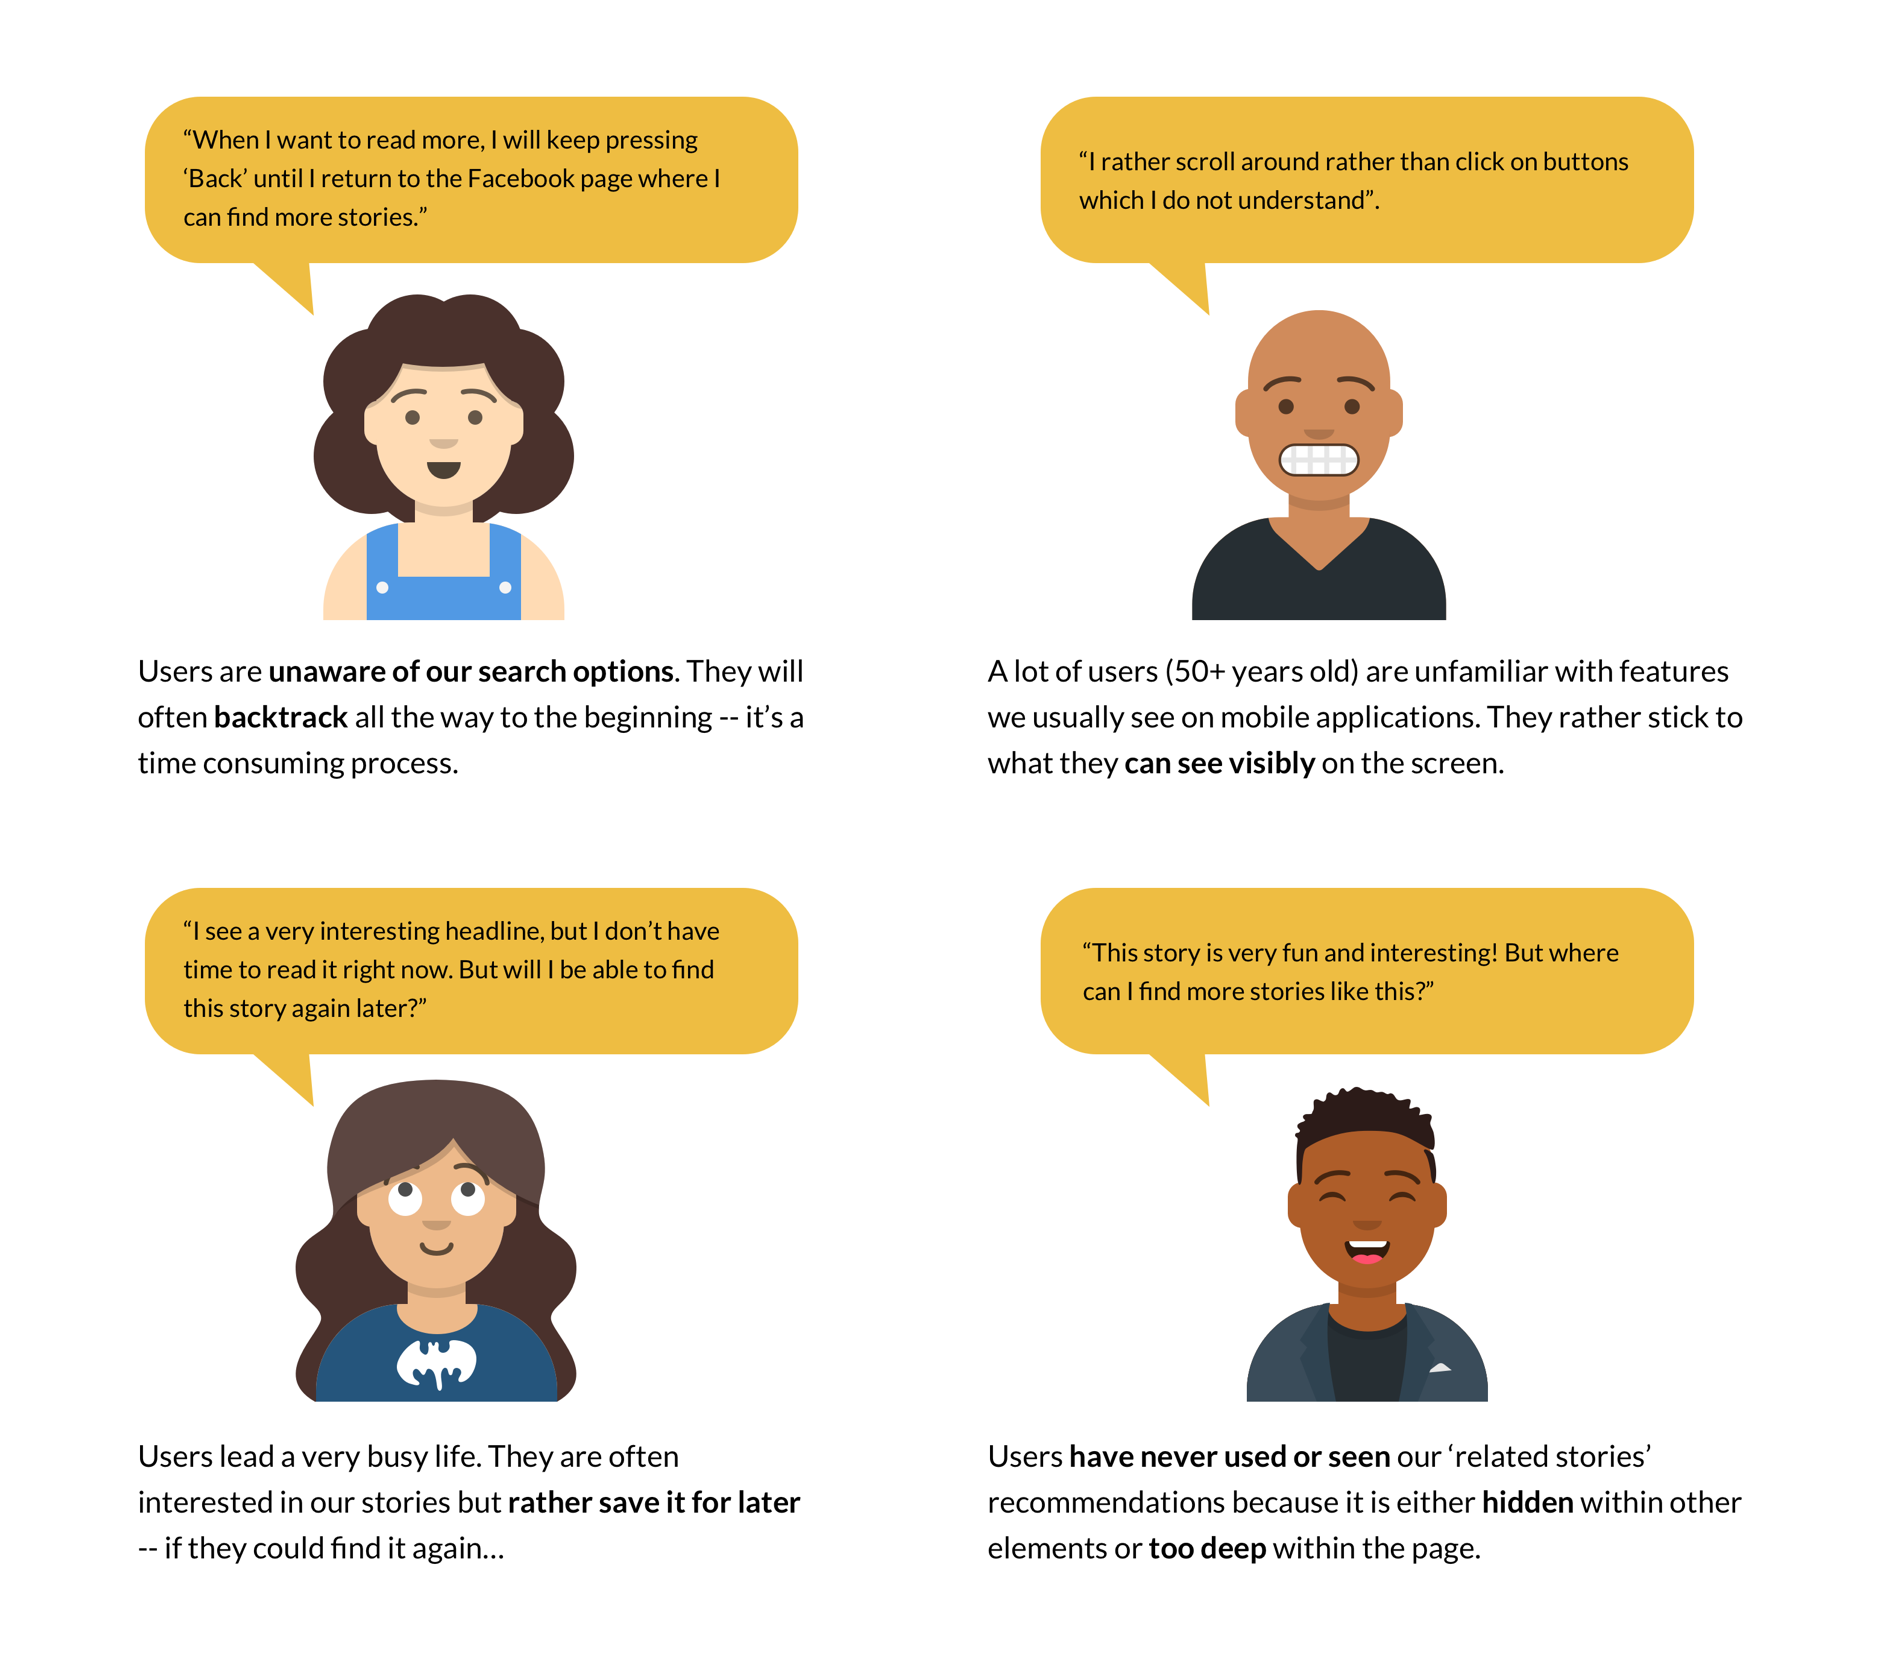 “When I want to read more, I will keep pressing
‘Back’ until I return to the Facebook page where I
can find more stories.”
Users are unaware of our search options. They will
often backtrack all the way to the beginning -- it’s a
time consuming process.
“I rather scroll around rather than click on buttons
which I do not understand”.
A lot of users (50+ years old) are unfamiliar with features
we usually see on mobile applications. They rather stick to
what they can see visibly on the screen.
“I see a very interesting headline, but I don’t have
time to read it right now. But will I be able to find
this story again later?”
Users lead a very busy life. They are often
interested in our stories but rather save it for later
-- if they could find it again...
“This story is very fun and interesting! But where
can I find more stories like this?”
Users have never used or seen our ‘related stories’
recommendations because it is either hidden within other
elements or too deep within the page.